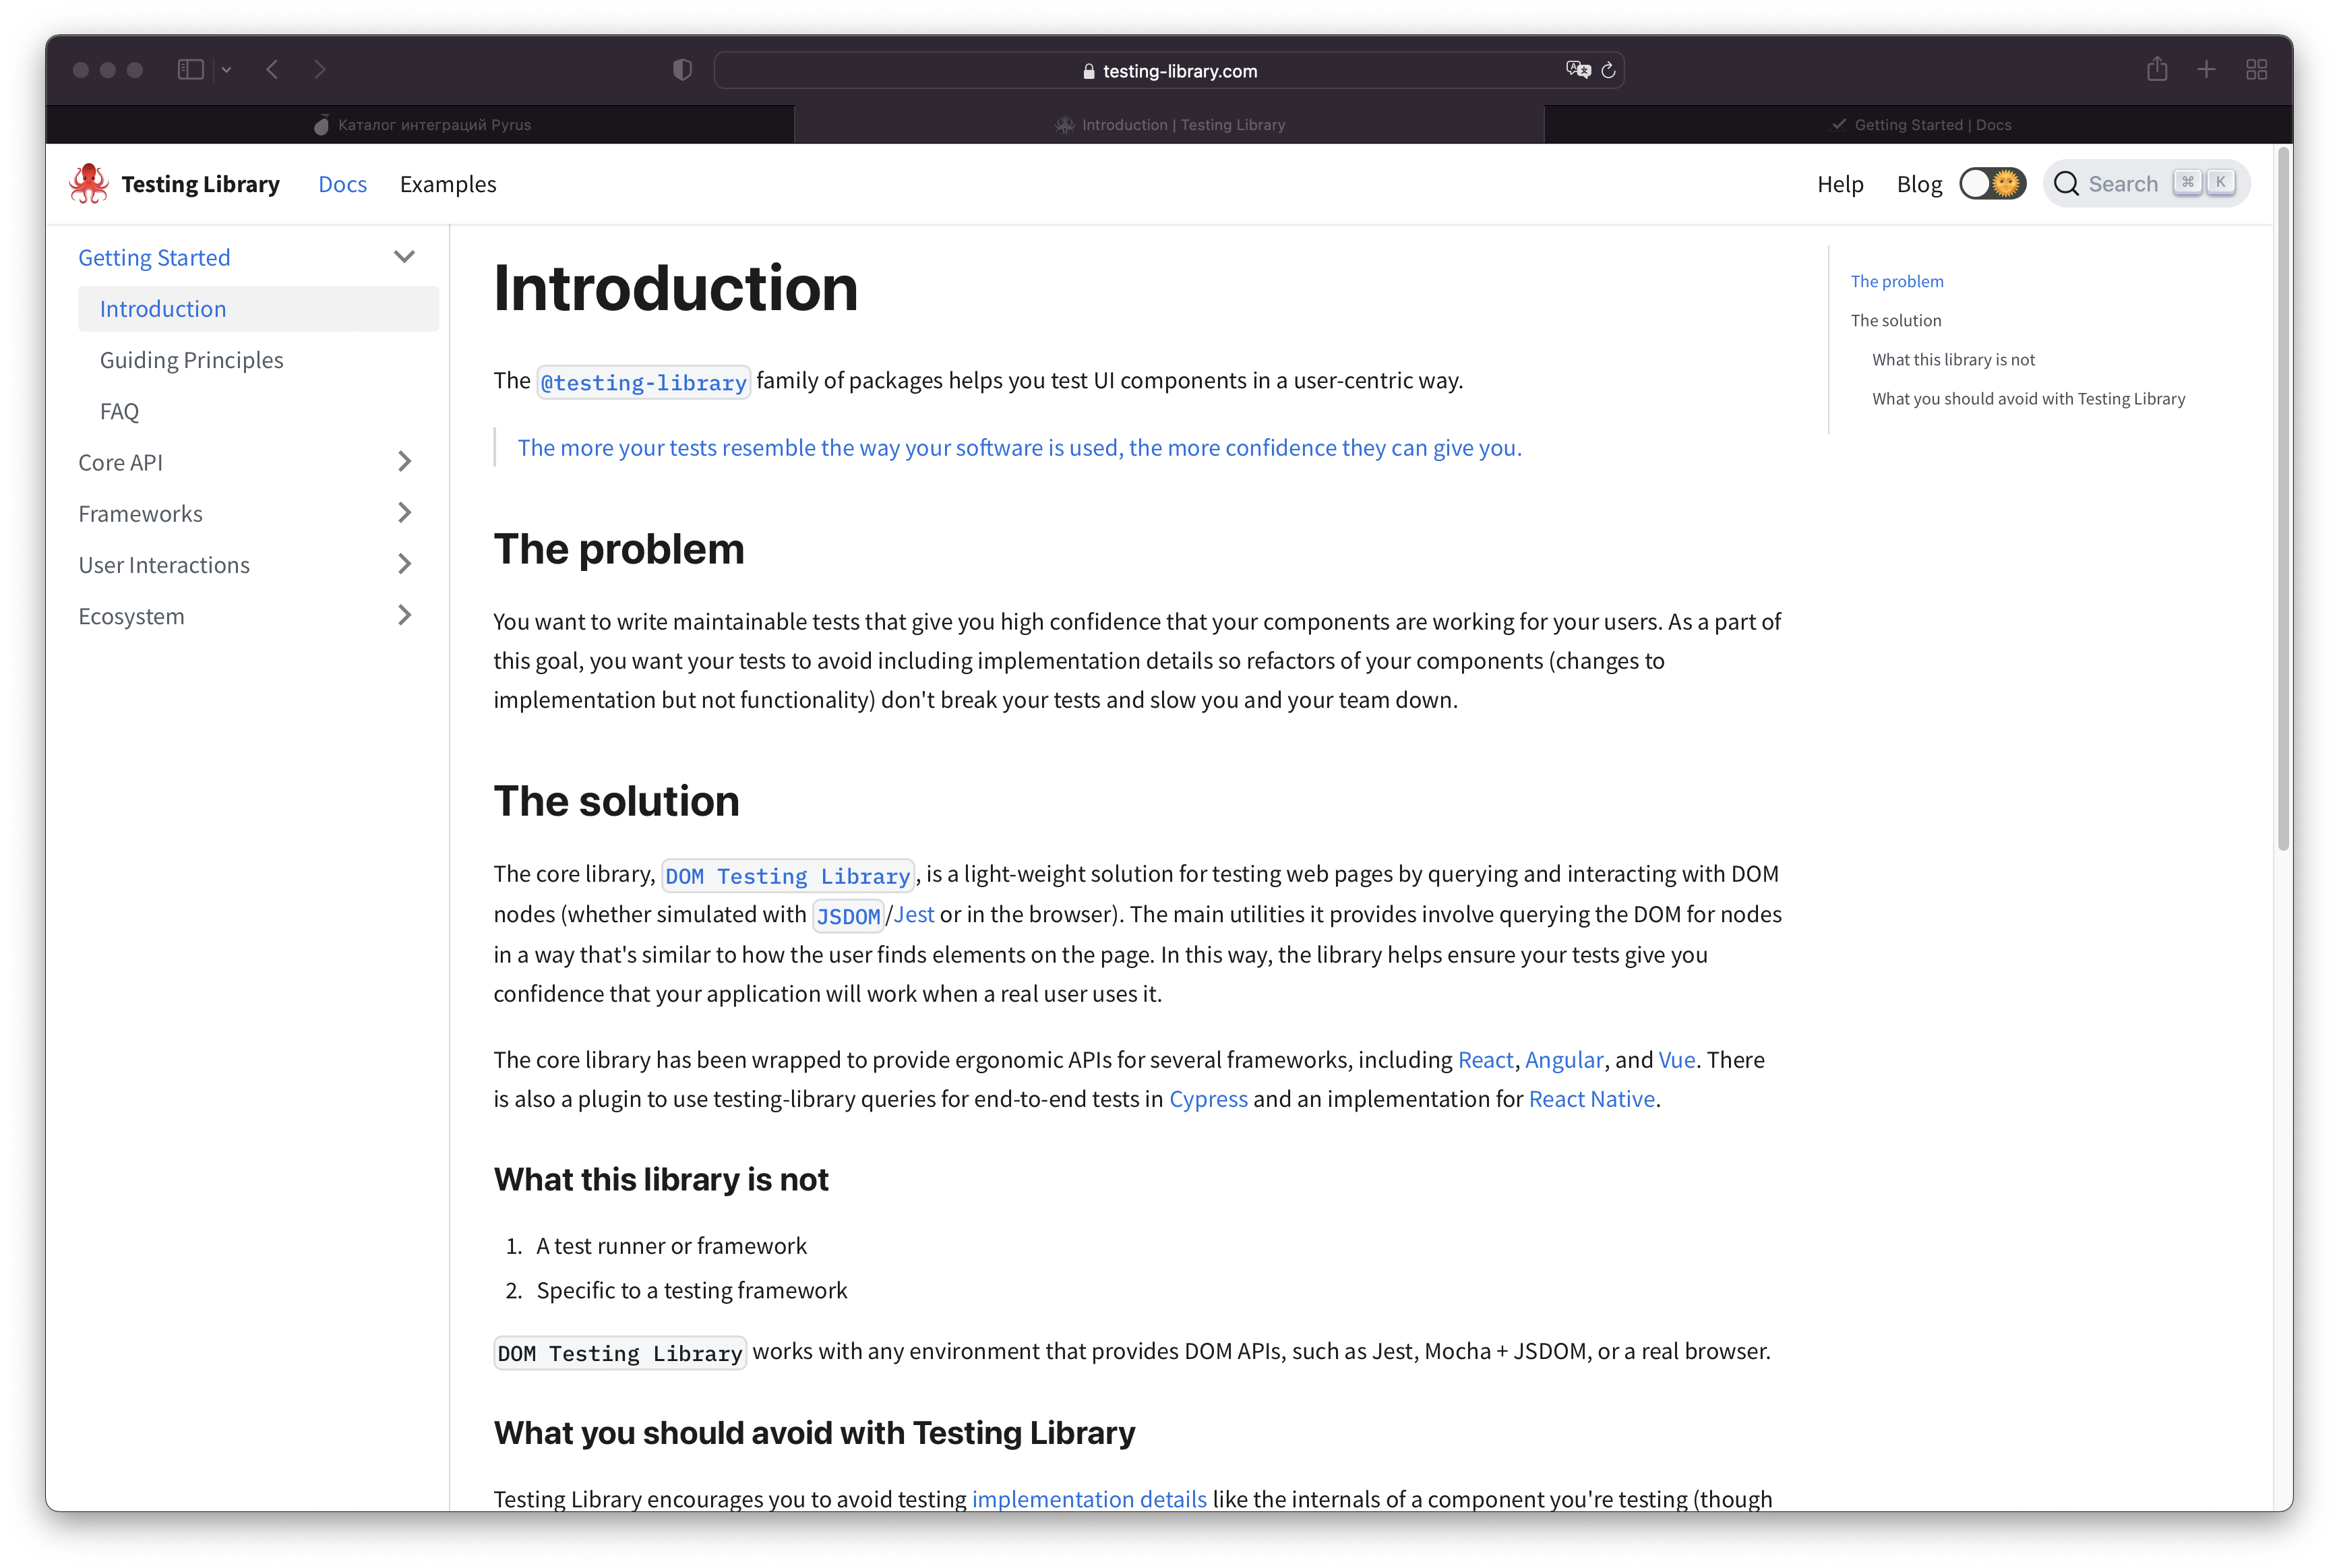 testing-library.com
Каталог интеграций Pyrus
Introduction | Testing Library
Getting Started | Docs
Testing Library
Docs
Examples
Help
Blog
Search
⌘
K
Getting Started
Introduction
Guiding Principles
FAQ
Core API
Frameworks
User Interactions
Ecosystem
Introduction
The @testing-library family of packages helps you test UI components in a user-centric way.
The more your tests resemble the way your software is used, the more confidence they can give you.
The problem
You want to write maintainable tests that give you high confidence that your components are working for your users. As a part of
this goal, you want your tests to avoid including implementation details so refactors of your components (changes to
implementation but not functionality) don't break your tests and slow you and your team down.
The solution
The core library, DOM Testing Library, is a light-weight solution for testing web pages by querying and interacting with DOM
nodes (whether simulated with JSDOM/Jest or in the browser). The main utilities it provides involve querying the DOM for nodes
in a way that's similar to how the user finds elements on the page. In this way, the library helps ensure your tests give you
confidence that your application will work when a real user uses it.
The core library has been wrapped to provide ergonomic APIs for several frameworks, including React, Angular, and Vue. There
is also a plugin to use testing-library queries for end-to-end tests in Cypress and an implementation for React Native.
What this library is not
1. A test runner or framework
2. Specific to a testing framework
DOM Testing Library works with any environment that provides DOM APIs, such as Jest, Mocha + JSDOM, or a real browser.
What you should avoid with Testing Library
Testing Library encourages you to avoid testing implementation details like the internals of a component you're testing (though
The problem
The solution
What this library is not
What you should avoid with Testing Library